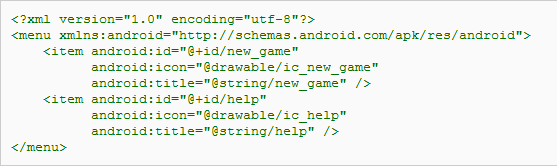 <?xml version="1.0" encoding="utf-8"?>
<menu xmlns:android="http://schemas.android.com/apk/res/android">
    <item android:id="@+id/new_game"
          android:icon="@drawable/ic_new_game"
          android:title="@string/new_game" />
    <item android:id="@+id/help"
          android:icon="@drawable/ic_help"
          android:title="@string/help" />
</menu>